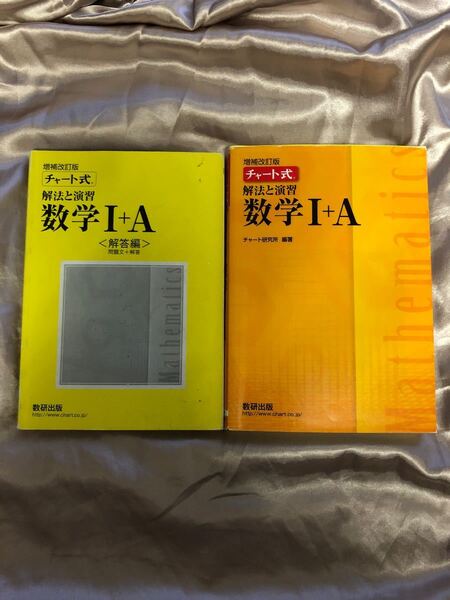 増補改訂版
チャート式®
解法と演習
数学I+A
<解答編>
問題文+解答
Mathematics
数研出版
http://www.chart.co.jp/
増補改訂版
チャート式®
解法と演習
数学I+A
チャート研究所 編著
Mathematics
数研出版
http://www.chart.co.jp/